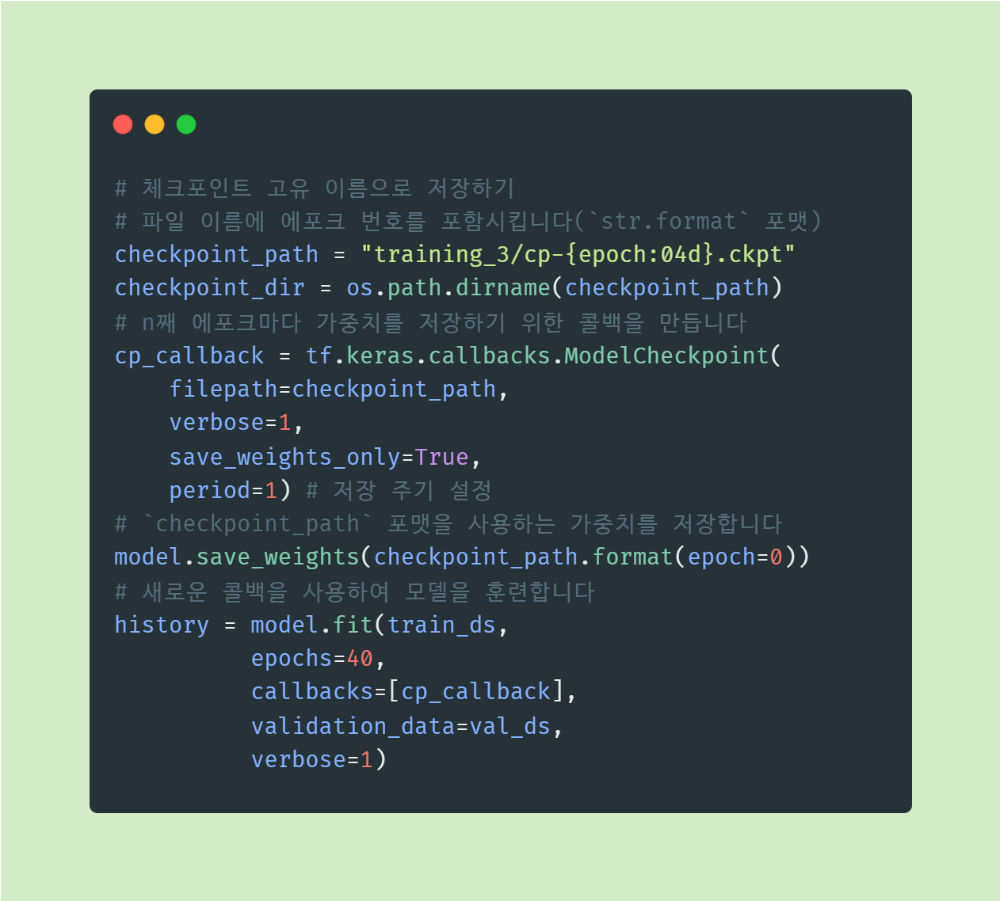 # 체크포인트 고유 이름으로 저장하기
# 파일 이름에 에포크 번호를 포함시킵니다(`str.format` 포맷)
checkpoint_path = "training_3/cp-{epoch:04d}.ckpt"
checkpoint_dir = os.path.dirname(checkpoint_path)
# n째 에포크마다 가중치를 저장하기 위한 콜백을 만듭니다
cp_callback = tf.keras.callbacks.ModelCheckpoint(
    filepath=checkpoint_path,
    verbose=1,
    save_weights_only=True,
    period=1) # 저장 주기 설정
# `checkpoint_path` 포맷을 사용하는 가중치를 저장합니다
model.save_weights(checkpoint_path.format(epoch=0))
# 새로운 콜백을 사용하여 모델을 훈련합니다
history = model.fit(train_ds,
          epochs=40,
          callbacks=[cp_callback],
          validation_data=val_ds,
          verbose=1)